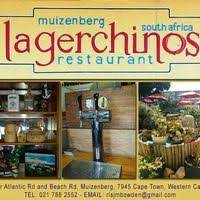 muizenberg
south africa
lagerchinos
restaurant
r Atlantic Rd and Beach Rd, Muizenberg, 7945 Cape Town, Western Ca
TEL: 021 788 2552 - EMAIL: rlsjmbowden@gmail.com